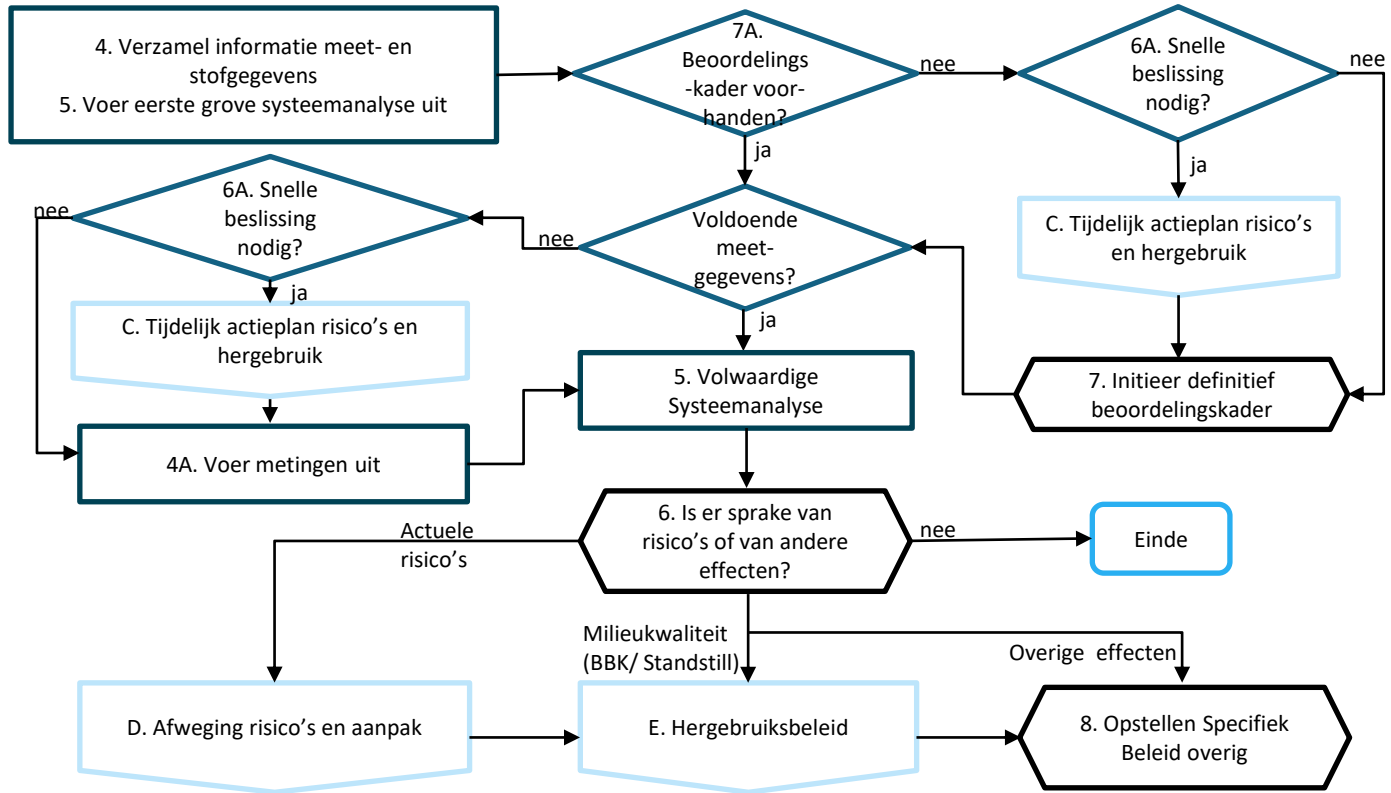 4. Verzamel informatie meet- en
stofgegevens
5. Voer eerste grove systeemanalyse uit
7A.
Beoordelings
-kader voor-
handen?
nee
6A. Snelle
beslissing
nodig?
nee
ja
ja
6A. Snelle
beslissing
nodig?
nee
Voldoende
meet-
gegevens?
nee
C. Tijdelijk actieplan risico’s
en hergebruik
ja
ja
C. Tijdelijk actieplan risico’s en
hergebruik
5. Volwaardige
Systeemanalyse
7. Initieer definitief
beoordelingskader
4A. Voer metingen uit
6. Is er sprake van
risico’s of van andere
effecten?
Actuele
risico’s
nee
Einde
Milieukwaliteit
(BBK/ Standstill)
Overige effecten
D. Afweging risico’s en aanpak
E. Hergebruiksbeleid
8. Opstellen Specifiek
Beleid overig